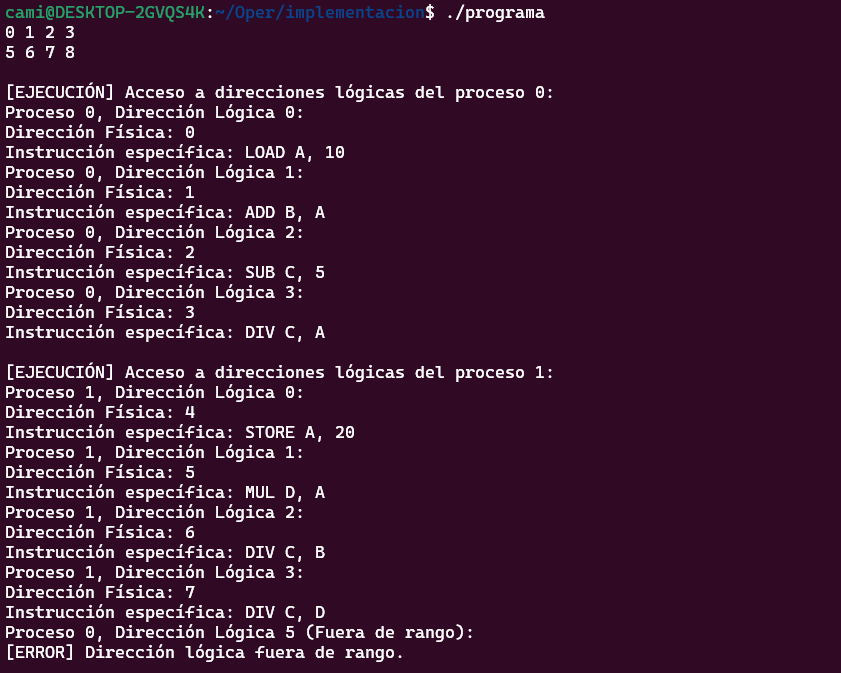 cami@DESKTOP-2GVQS4K:~/Oper/implementacion$ ./programa
0 1 2 3
5 6 7 8
[EJECUCIÓN] Acceso a direcciones lógicas del proceso 0:
Proceso 0, Dirección Lógica 0:
Dirección Física: 0
Instrucción específica: LOAD A, 10
Proceso 0, Dirección Lógica 1:
Dirección Física: 1
Instrucción específica: ADD B, A
Proceso 0, Dirección Lógica 2:
Dirección Física: 2
Instrucción específica: SUB C, 5
Proceso 0, Dirección Lógica 3:
Dirección Física: 3
Instrucción específica: DIV C, A
[EJECUCIÓN] Acceso a direcciones lógicas del proceso 1:
Proceso 1, Dirección Lógica 0:
Dirección Física: 4
Instrucción específica: STORE A, 20
Proceso 1, Dirección Lógica 1:
Dirección Física: 5
Instrucción específica: MUL D, A
Proceso 1, Dirección Lógica 2:
Dirección Física: 6
Instrucción específica: DIV C, B
Proceso 1, Dirección Lógica 3:
Dirección Física: 7
Instrucción específica: DIV C, D
Proceso 0, Dirección Lógica 5 (Fuera de rango):
[ERROR] Dirección lógica fuera de rango.